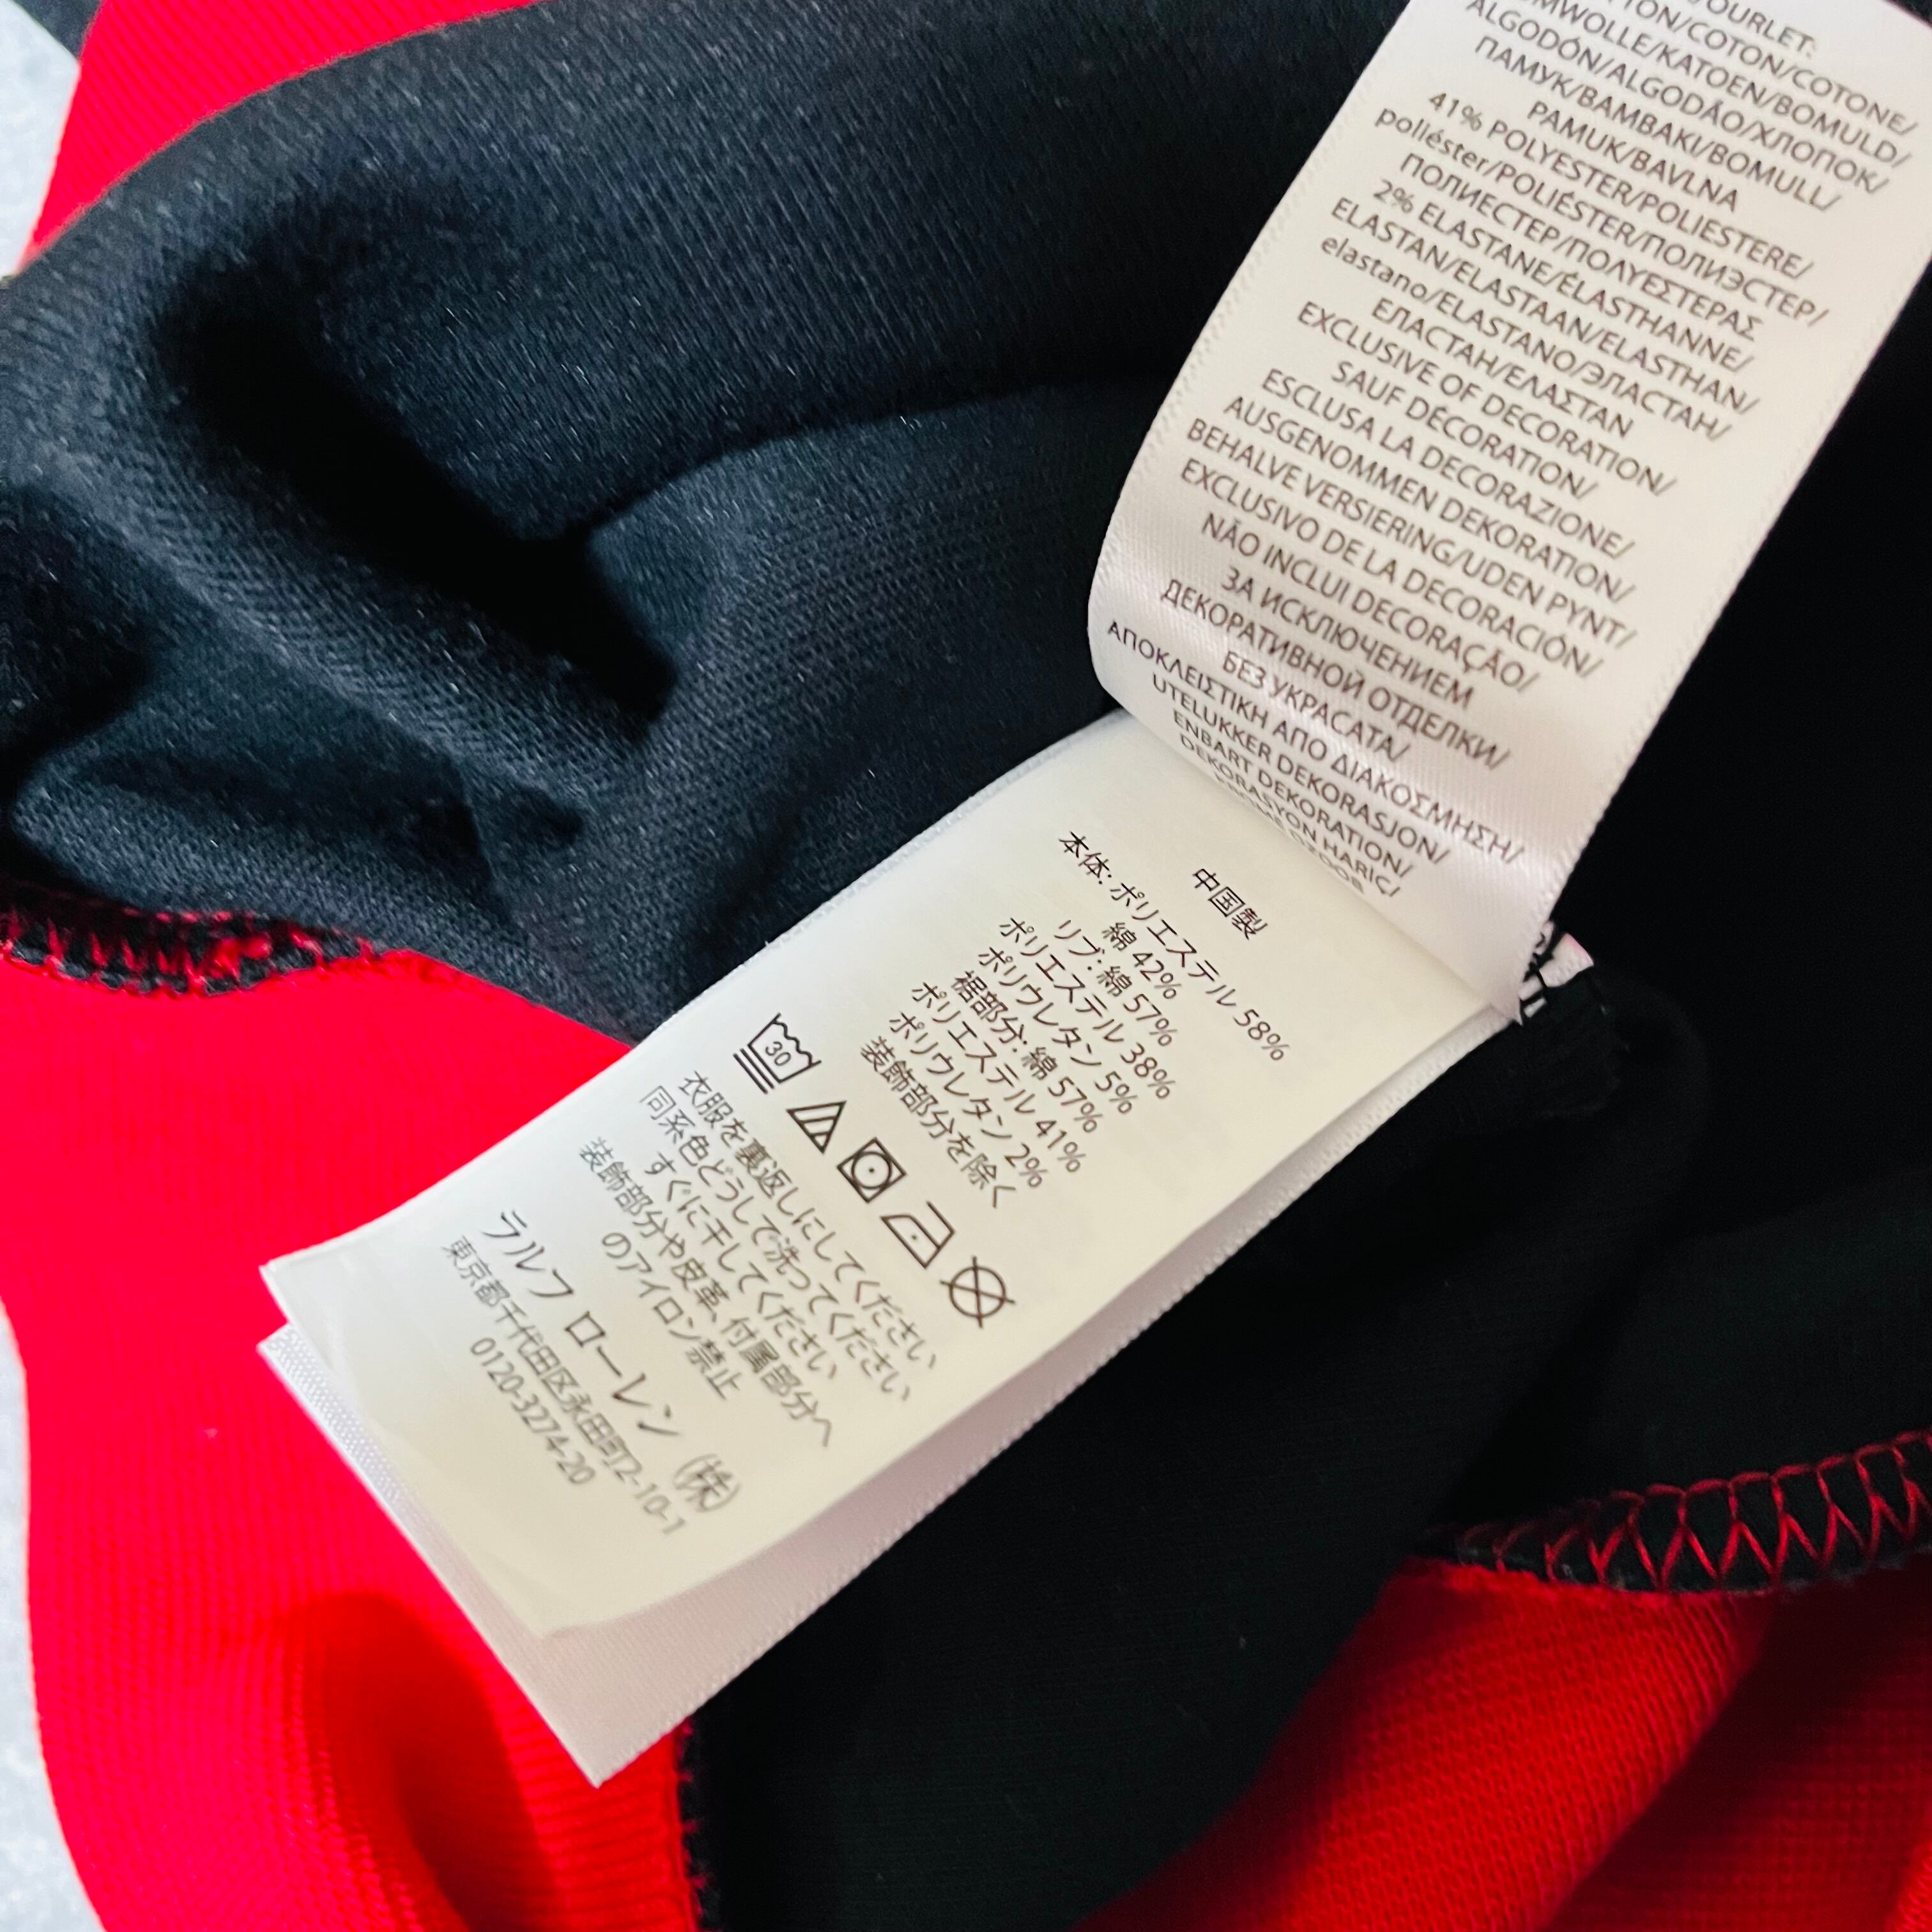 /OURLET:
TON/COTON/COTONE/
OMWOLLE/KATOEN/BOMULD/
ALGODÓN/ALGODÃO/ХЛОПОК/
ПАМУК/ΒΑΜΒΑΚΙ/BOMULL/
PAMUK/BAVLNA
41% POLYESTER/POLIESTERE/
poliéster/POLIÉSTER/ПОЛИЭСТЕР/
ПОЛИЕСТЕР/ΠΟΛΥΕΣΤΕΡΑΣ
2% ELASTANE/ÉLASTHANNE/
ELASTAN/ELASTAAN/ELASTHAN/
elastano/ELASTANO/ЭЛАСТАН/
ЕЛАСТАН/ΕΛΑΣΤΑΝ
EXCLUSIVE OF DECORATION/
SAUF DÉCORATION/
ESCLUSA LA DECORAZIONE/
AUSGENOMMEN DEKORATION/
BEHALVE VERSIERING/UDEN PYNT/
EXCLUSIVO DE LA DECORACIÓN/
NÃO INCLUI DECORAÇÃO/
ЗА ИСКЛЮЧЕНИЕМ
ДЕКОРАТИВНОЙ ОТДЕЛКИ/
БЕЗ УКРАСАТА/
ΑΠΟΚΛΕΙΣΤΙΚΗ ΑΠΟ ΔΙΑΚΟΣΜΗΣΗ/
UTELUKKER DEKORASJON/
ENBART DEKORATION/
DEKORASYON HARIC/
中国製
本体: ポリエステル 58%
綿 42%
リブ: 綿 57%
ポリエステル 38%
ポリウレタン 5%
裾部分: 綿 57%
ポリエステル 41%
ポリウレタン 2%
装飾部分を除く
30
衣服を裏返しにしてください
同系色どうしで洗ってください
すぐに干してください
装飾部分や皮革、付属部分へ
のアイロン禁止
ラルフ ローレン (株)
東京都千代田区永田町2-10-1
0120-3274-20